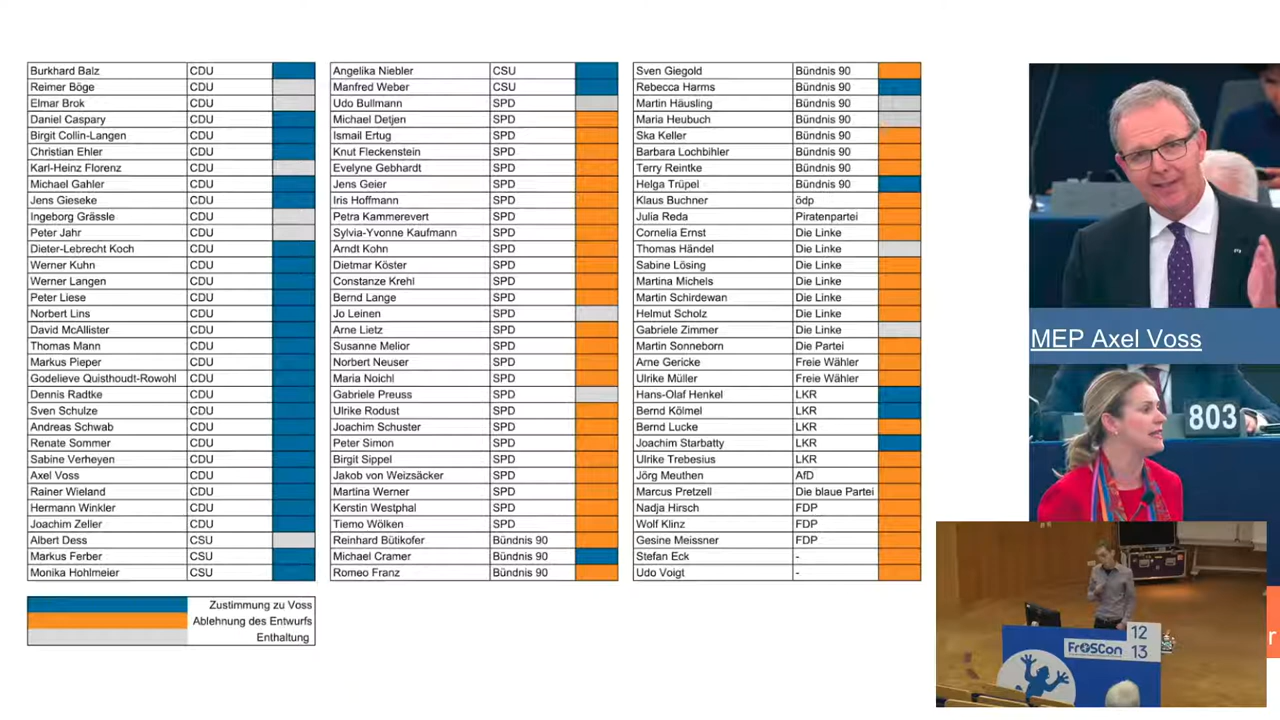 Burkhard Balz CDU
Reimer Böge CDU
Elmar Brok CDU
Daniel Caspary CDU
Birgit Collin-Langen CDU
Christian Ehler CDU
Karl-Heinz Florenz CDU
Michael Gahler CDU
Jens Gieseke CDU
Ingeborg Grässle CDU
Peter Jahr CDU
Dieter-Lebrecht Koch CDU
Werner Kuhn CDU
Werner Langen CDU
Peter Liese CDU
Norbert Lins CDU
David McAllister CDU
Thomas Mann CDU
Markus Pieper CDU
Godelieve Quisthoudt-Rowohl CDU
Dennis Radtke CDU
Sven Schulze CDU
Andreas Schwab CDU
Renate Sommer CDU
Sabine Verheyen CDU
Axel Voss CDU
Rainer Wieland CDU
Hermann Winkler CDU
Joachim Zeller CDU
Albert Dess CSU
Markus Ferber CSU
Monika Hohlmeier CSU
Zustimmung zu Voss
Ablehnung des Entwurfs
Enthaltung
Angelika Niebler CSU
Manfred Weber CSU
Udo Bullmann SPD
Michael Detjen SPD
Ismail Ertug SPD
Knut Fleckenstein SPD
Evelyne Gebhardt SPD
Jens Geier SPD
Iris Hoffmann SPD
Petra Kammerevert SPD
Sylvia-Yvonne Kaufmann SPD
Arndt Kohn SPD
Dietmar Köster SPD
Constanze Krehl SPD
Bernd Lange SPD
Jo Leinen SPD
Arne Lietz SPD
Susanne Melior SPD
Norbert Neuser SPD
Maria Noichl SPD
Gabriele Preuss SPD
Ulrike Rodust SPD
Joachim Schuster SPD
Peter Simon SPD
Birgit Sippel SPD
Jakob von Weizsäcker SPD
Martina Werner SPD
Kerstin Westphal SPD
Tiemo Wölken SPD
Reinhard Bütikofer Bündnis 90
Michael Cramer Bündnis 90
Romeo Franz Bündnis 90
Sven Giegold Bündnis 90
Rebecca Harms Bündnis 90
Martin Häusling Bündnis 90
Maria Heubuch Bündnis 90
Ska Keller Bündnis 90
Barbara Lochbihler Bündnis 90
Terry Reintke Bündnis 90
Helga Trüpel Bündnis 90
Klaus Buchner ödp
Julia Reda Piratenpartei
Cornelia Ernst Die Linke
Thomas Händel Die Linke
Sabine Lösing Die Linke
Martina Michels Die Linke
Martin Schirdewan Die Linke
Helmut Scholz Die Linke
Gabriele Zimmer Die Linke
Martin Sonneborn Die Partei
Arne Gericke Freie Wähler
Ulrike Müller Freie Wähler
Hans-Olaf Henkel LKR
Bernd Kölmel LKR
Bernd Lucke LKR
Joachim Starbatty LKR
Ulrike Trebesius LKR
Jörg Meuthen AfD
Marcus Pretzell Die blaue Partei
Nadja Hirsch FDP
Wolf Klinz FDP
Gesine Meissner FDP
Stefan Eck -
Udo Voigt -
MEP Axel Voss
803
r
FrOSCon
12
13